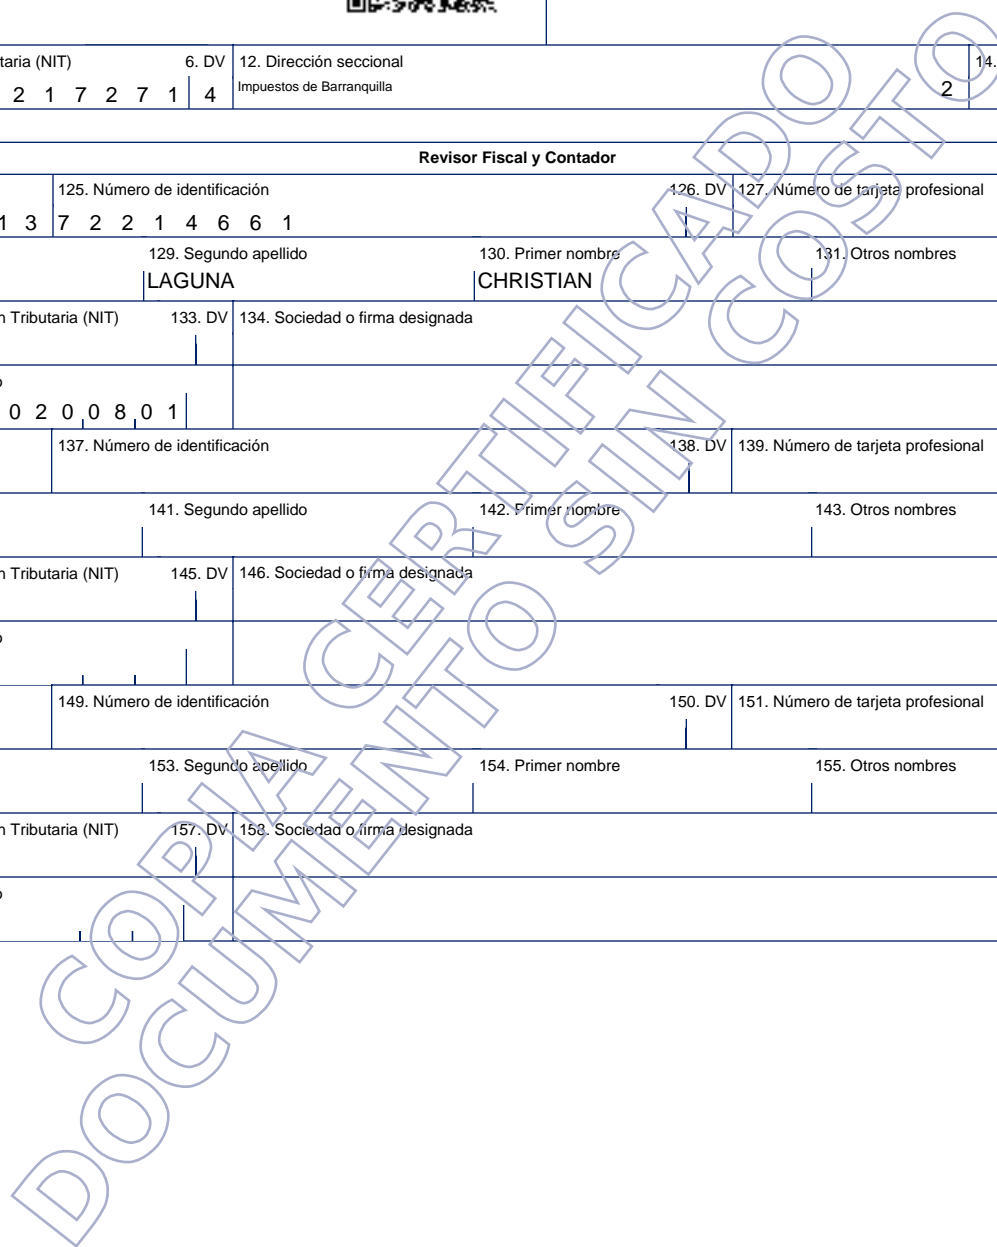 taria (NIT) 6. DV 12. Dirección seccional 14.
2 1 7 2 7 1 4 Impuestos de Barranquilla 2
Revisor Fiscal y Contador
125. Número de identificación 126. DV 127. Número de tarjeta profesional
1 3 7 2 2 1 4 6 6 1
129. Segundo apellido 130. Primer nombre 131. Otros nombres
LAGUNA CHRISTIAN
n Tributaria (NIT) 133. DV 134. Sociedad o firma designada
o
0 2 0 0 8 0 1
137. Número de identificación 138. DV 139. Número de tarjeta profesional
141. Segundo apellido 142. Primer nombre 143. Otros nombres
n Tributaria (NIT) 145. DV 146. Sociedad o firma designada
o
149. Número de identificación 150. DV 151. Número de tarjeta profesional
153. Segundo apellido 154. Primer nombre 155. Otros nombres
n Tributaria (NIT) 157. DV 158. Sociedad o firma designada
o
COPIA CERTIFICADO
DOCUMENTO SIN COSTO